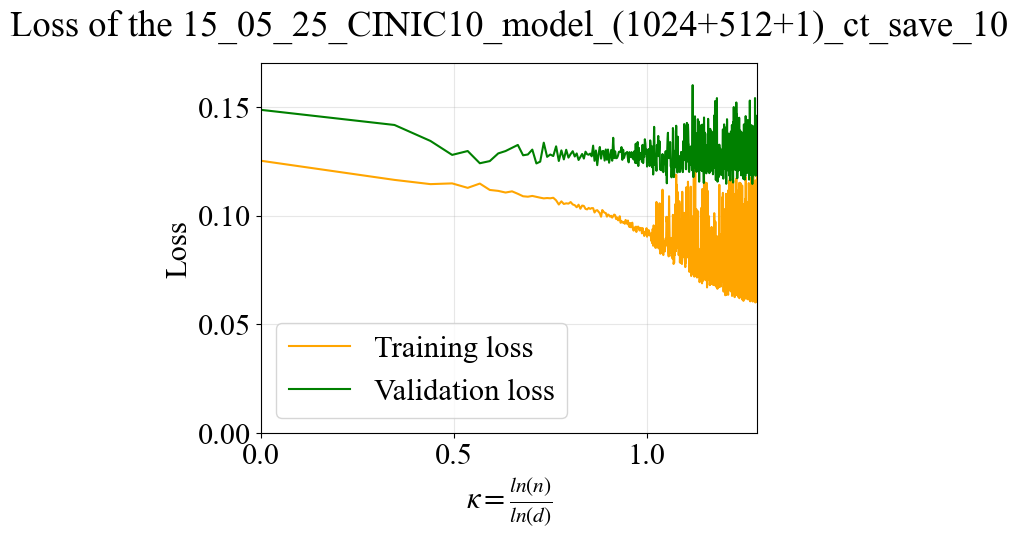 Loss of the 15_05_25_CINIC10_model_(1024+512+1)_ct_save_10
0.15
0.10
0.05
0.00
Loss
Training loss
Validation loss
0.0 0.5 1.0
κ = ln(n)/ln(d)